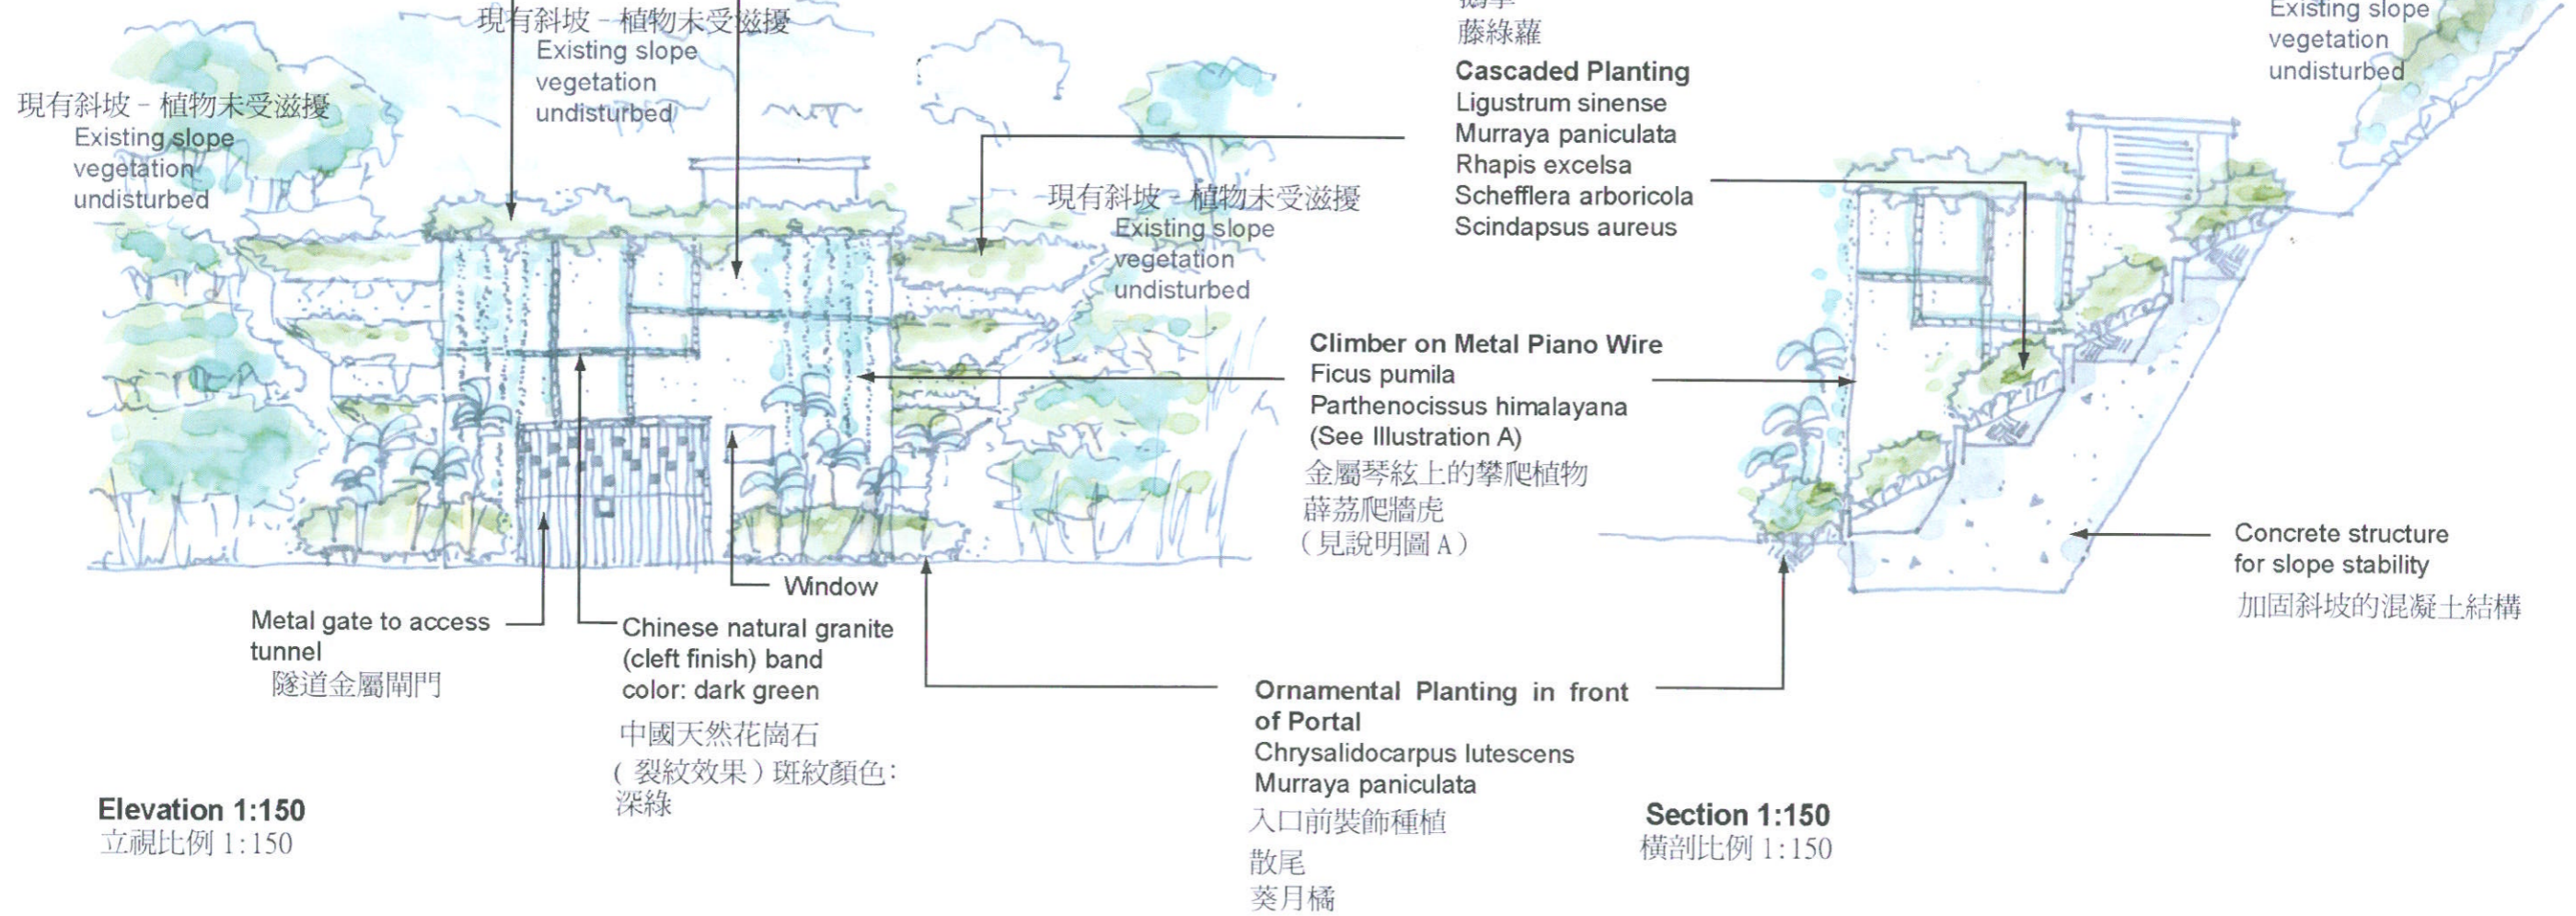 現有斜坡 - 植物未受滋擾
Existing slope
vegetation
undisturbed
現有斜坡 - 植物未受滋擾
Existing slope
vegetation
undisturbed
藤綠蘿
Cascaded Planting
Ligustrum sinense
Murraya paniculata
Rhapis excelsa
Schefflera arboricola
Scindapsus aureus
Existing slope
vegetation
undisturbed
現有斜坡 - 植物未受滋擾
Existing slope
vegetation
undisturbed
Climber on Metal Piano Wire
Ficus pumila
Parthenocissus himalayana
(See Illustration A)
金屬琴絃上的攀爬植物
薜荔爬牆虎
(見說明圖 A)
Concrete structure
for slope stability
加固斜坡的混凝土結構
Window
Metal gate to access
tunnel
隧道金屬閘門
Chinese natural granite
(cleft finish) band
color: dark green
中國天然花崗石
(裂紋效果) 斑紋顏色:
深綠
Ornamental Planting in front
of Portal
Chrysalidocarpus lutescens
Murraya paniculata
入口前裝飾種植
散尾
葵月橘
Elevation 1:150
立視比例 1:150
Section 1:150
橫剖比例 1:150